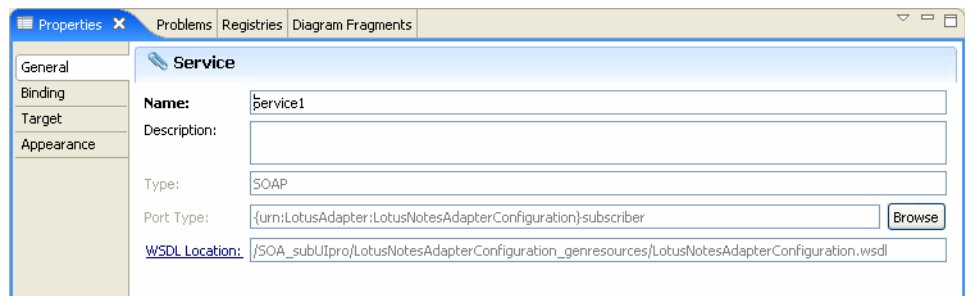 Properties Problems Registries Diagram Fragments
General
Binding
Target
Appearance
Service
Name: Service1
Description:
Type: SOAP
Port Type: {urn:LotusAdapter:LotusNotesAdapterConfiguration}subscriber Browse
WSDL Location: /SOA_subUIpro/LotusNotesAdapterConfiguration_genresources/LotusNotesAdapterConfiguration.wsdl